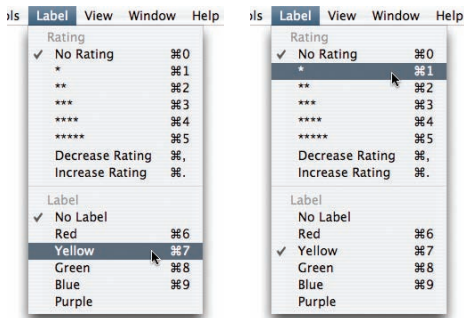 ols Label View Window Help
Rating
✓ No Rating ⌘0
* ⌘1
** ⌘2
*** ⌘3
**** ⌘4
***** ⌘5
Decrease Rating ⌘,
Increase Rating ⌘.
Label
✓ No Label
Red ⌘6
Yellow ⌘7
Green ⌘8
Blue ⌘9
Purple
ols Label View Window Help
Rating
✓ No Rating ⌘0
* ⌘1
** ⌘2
*** ⌘3
**** ⌘4
***** ⌘5
Decrease Rating ⌘,
Increase Rating ⌘.
Label
No Label
Red ⌘6
✓ Yellow ⌘7
Green ⌘8
Blue ⌘9
Purple